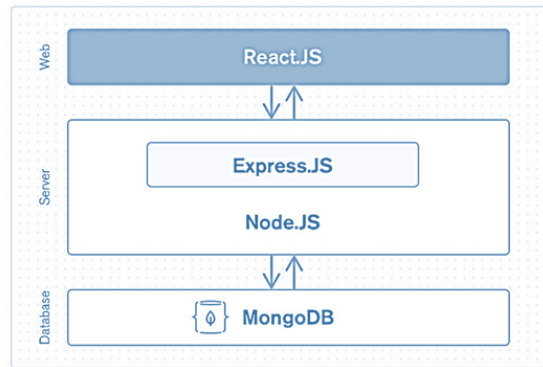 Web
React.JS
Server
Express.JS
Node.JS
Database
MongoDB